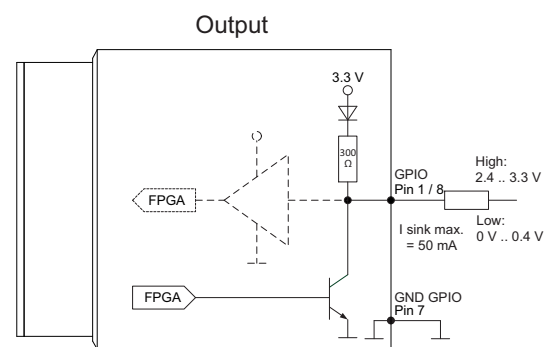 Output
3.3 V
300
Ω
FPGA
GPIO
Pin 1 / 8
High:
2.4 .. 3.3 V
I sink max.
= 50 mA
Low:
0 V .. 0.4 V
FPGA
GND GPIO
Pin 7